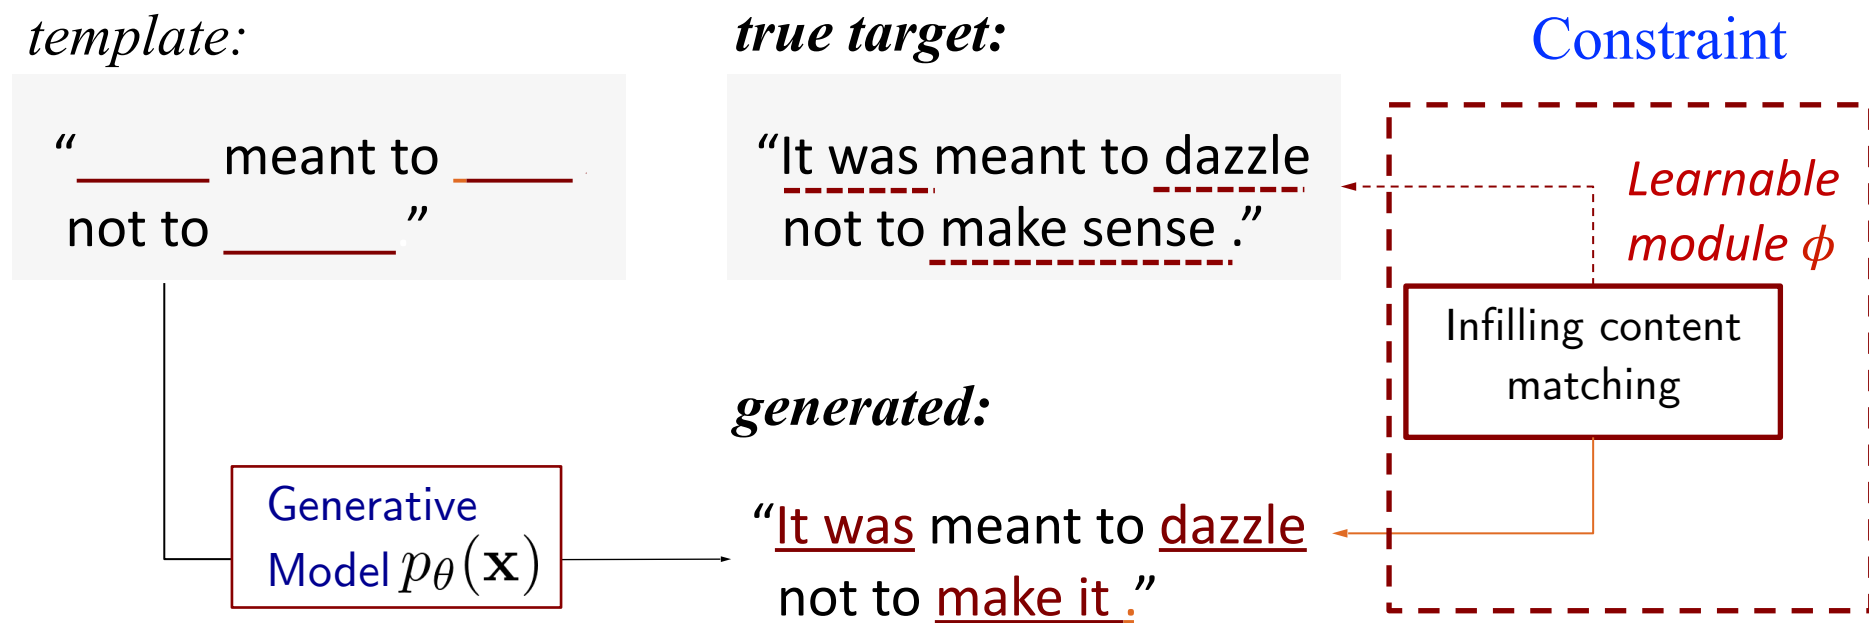 template:
“_____ meant to _____
not to ______.”
true target:
“It was meant to dazzle
not to make sense .”
Constraint
Learnable
module ϕ
Infilling content
matching
Generative
Model pθ(x)
generated:
“It was meant to dazzle
not to make it .”